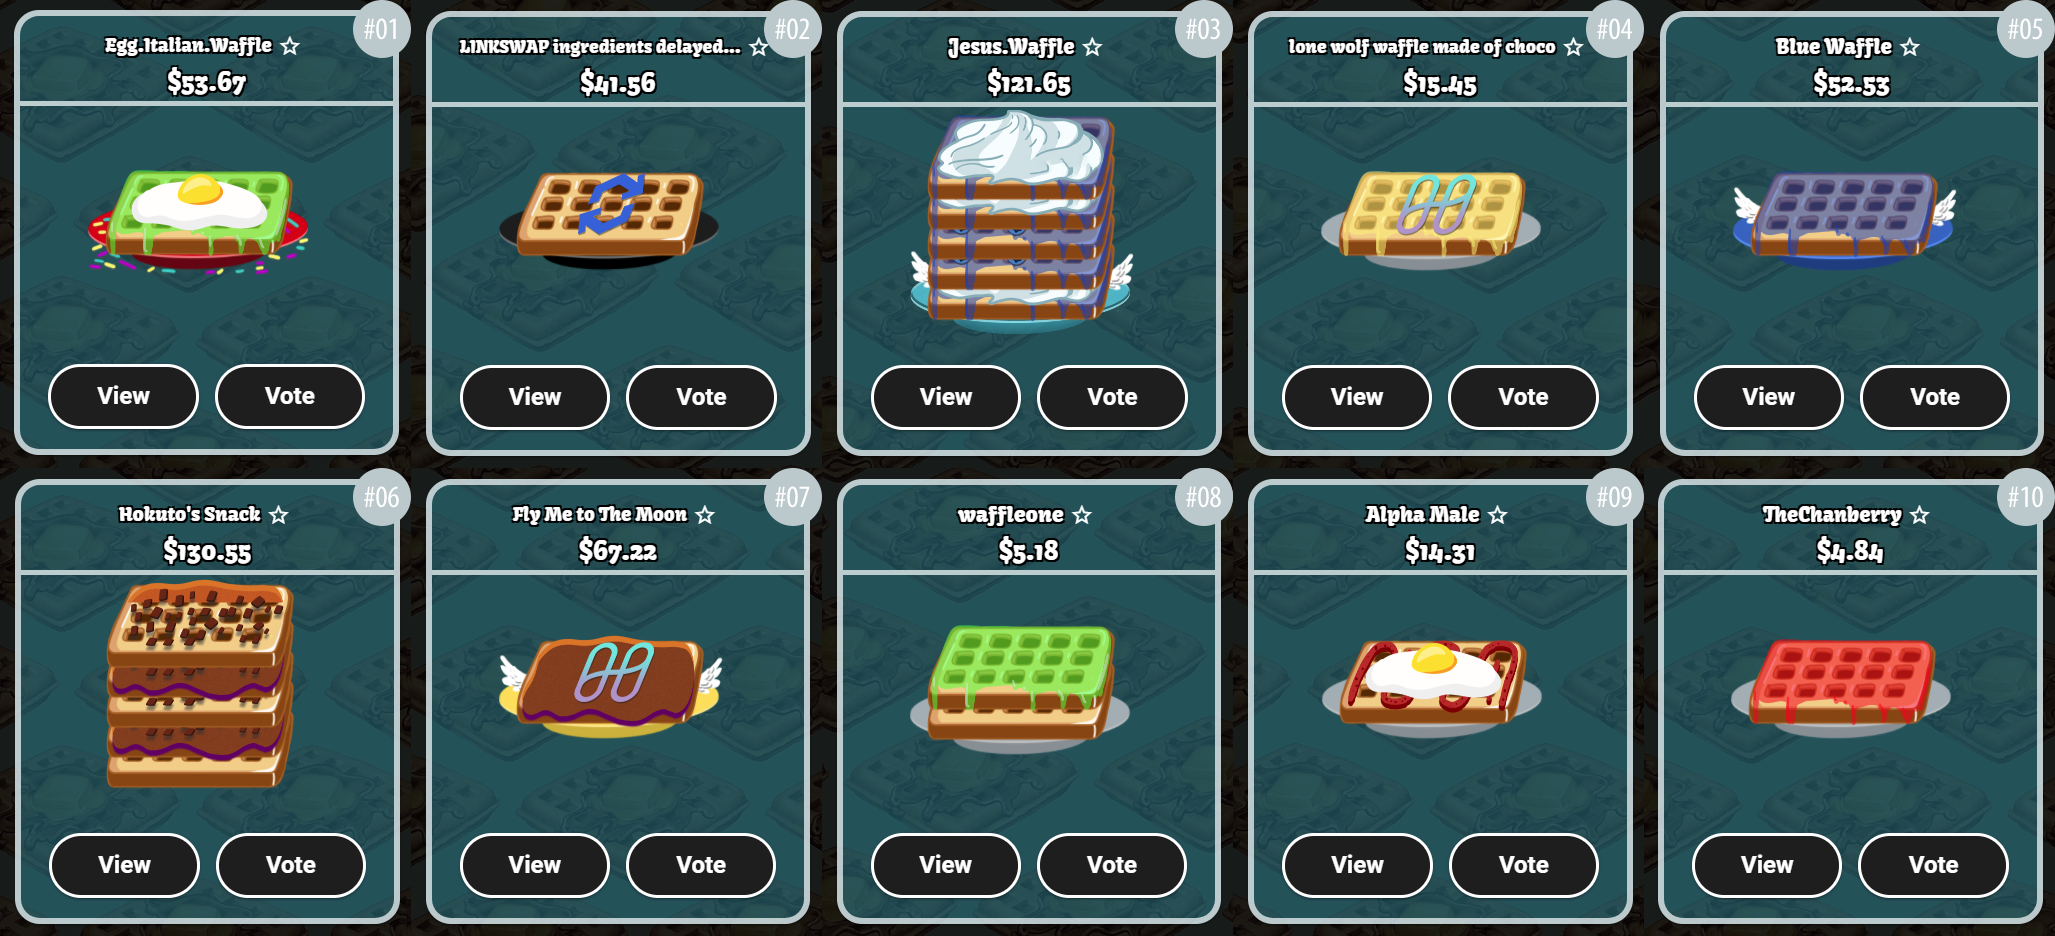 #01
Egg.Italian.Waffle ☆
$53.67
View Vote
#02
LINKSWAP ingredients delayed... ☆
$41.56
View Vote
#03
Jesus.Waffle ☆
$121.65
View Vote
#04
lone wolf waffle made of choco ☆
$15.45
View Vote
#05
Blue Waffle ☆
$52.53
View Vote
#06
Hokuto's Snack ☆
$130.55
View Vote
#07
Fly Me to The Moon ☆
$67.22
View Vote
#08
waffleone ☆
$5.18
View Vote
#09
Alpha Male ☆
$14.31
View Vote
#10
TheChanberry ☆
$4.84
View Vote